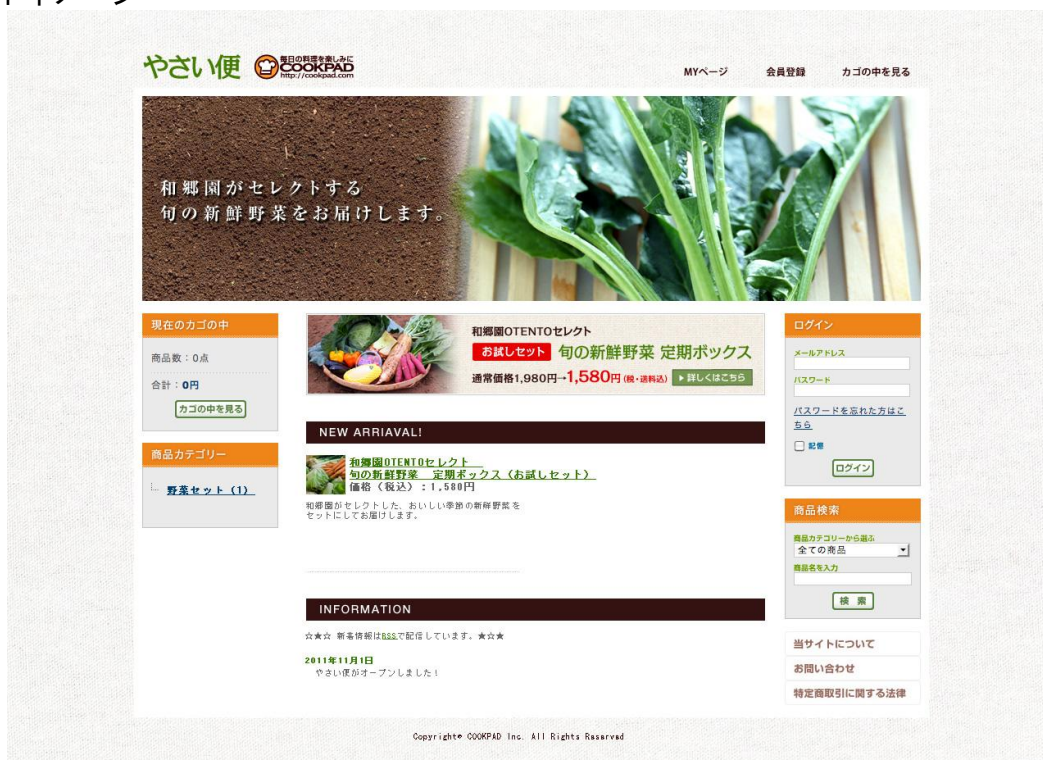 やさい便
毎日の料理を楽しみに
COOKPAD
http://cookpad.com
MYページ
会員登録
カゴの中を見る
和郷園がセレクトする
旬の新鮮野菜をお届けします。
現在のカゴの中
商品数：0点
合計：0円
カゴの中を見る
商品カテゴリー
野菜セット (1)
和郷園OTENTOセレクト
お試しセット 旬の新鮮野菜 定期ボックス
通常価格1,980円→1,580円(税・送料込) 詳しくはこちら
NEW ARRIAVAL!
和郷園OTENTOセレクト
旬の新鮮野菜 定期ボックス（お試しセット）
価格（税込）：1,580円
和郷園がセレクトした、おいしい季節の新鮮野菜を
セットにしてお届けします。
INFORMATION
☆★☆ 新着情報はRSSで配信しています。★☆★
2011年11月1日
やさい便がオープンしました！
ログイン
メールアドレス
パスワード
パスワードを忘れた方はこ
ちら
記憶
ログイン
商品検索
商品カテゴリーから選ぶ
全ての商品
商品名を入力
検 索
当サイトについて
お問い合わせ
特定商取引に関する法律
Copyright© COOKPAD Inc. All Rights Reserved